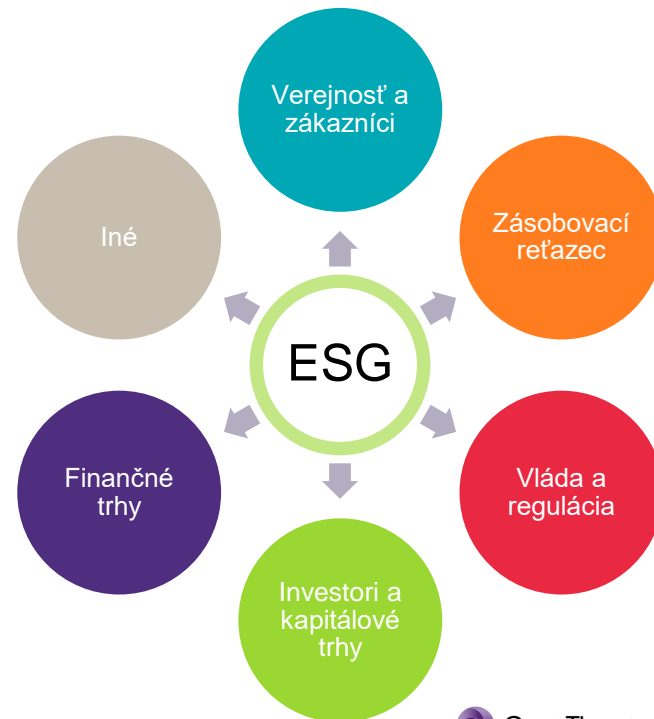 Verejnosť a
zákazníci
Iné
Zásobovací
reťazec
ESG
Finančné
trhy
Vláda a
regulácia
Investori a
kapitálové
trhy